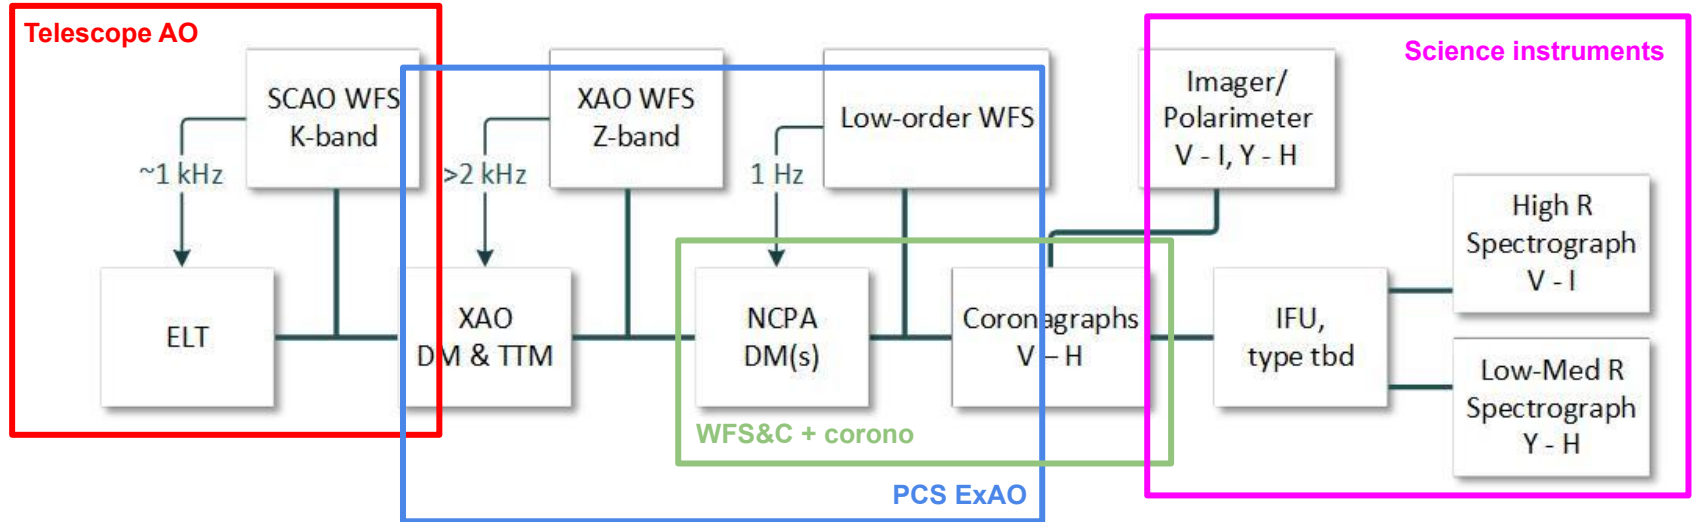 Telescope AO
SCAO WFS
K-band
XAO WFS
Z-band
Low-order WFS
Imager/
Polarimeter
V - I, Y - H
Science instruments
~1 kHz
>2 kHz
1 Hz
ELT
XAO
DM & TTM
NCPA
DM(s)
Coronagraphs
V – H
IFU,
type tbd
High R
Spectrograph
V - I
Low-Med R
Spectrograph
Y - H
WFS&C + corono
PCS ExAO